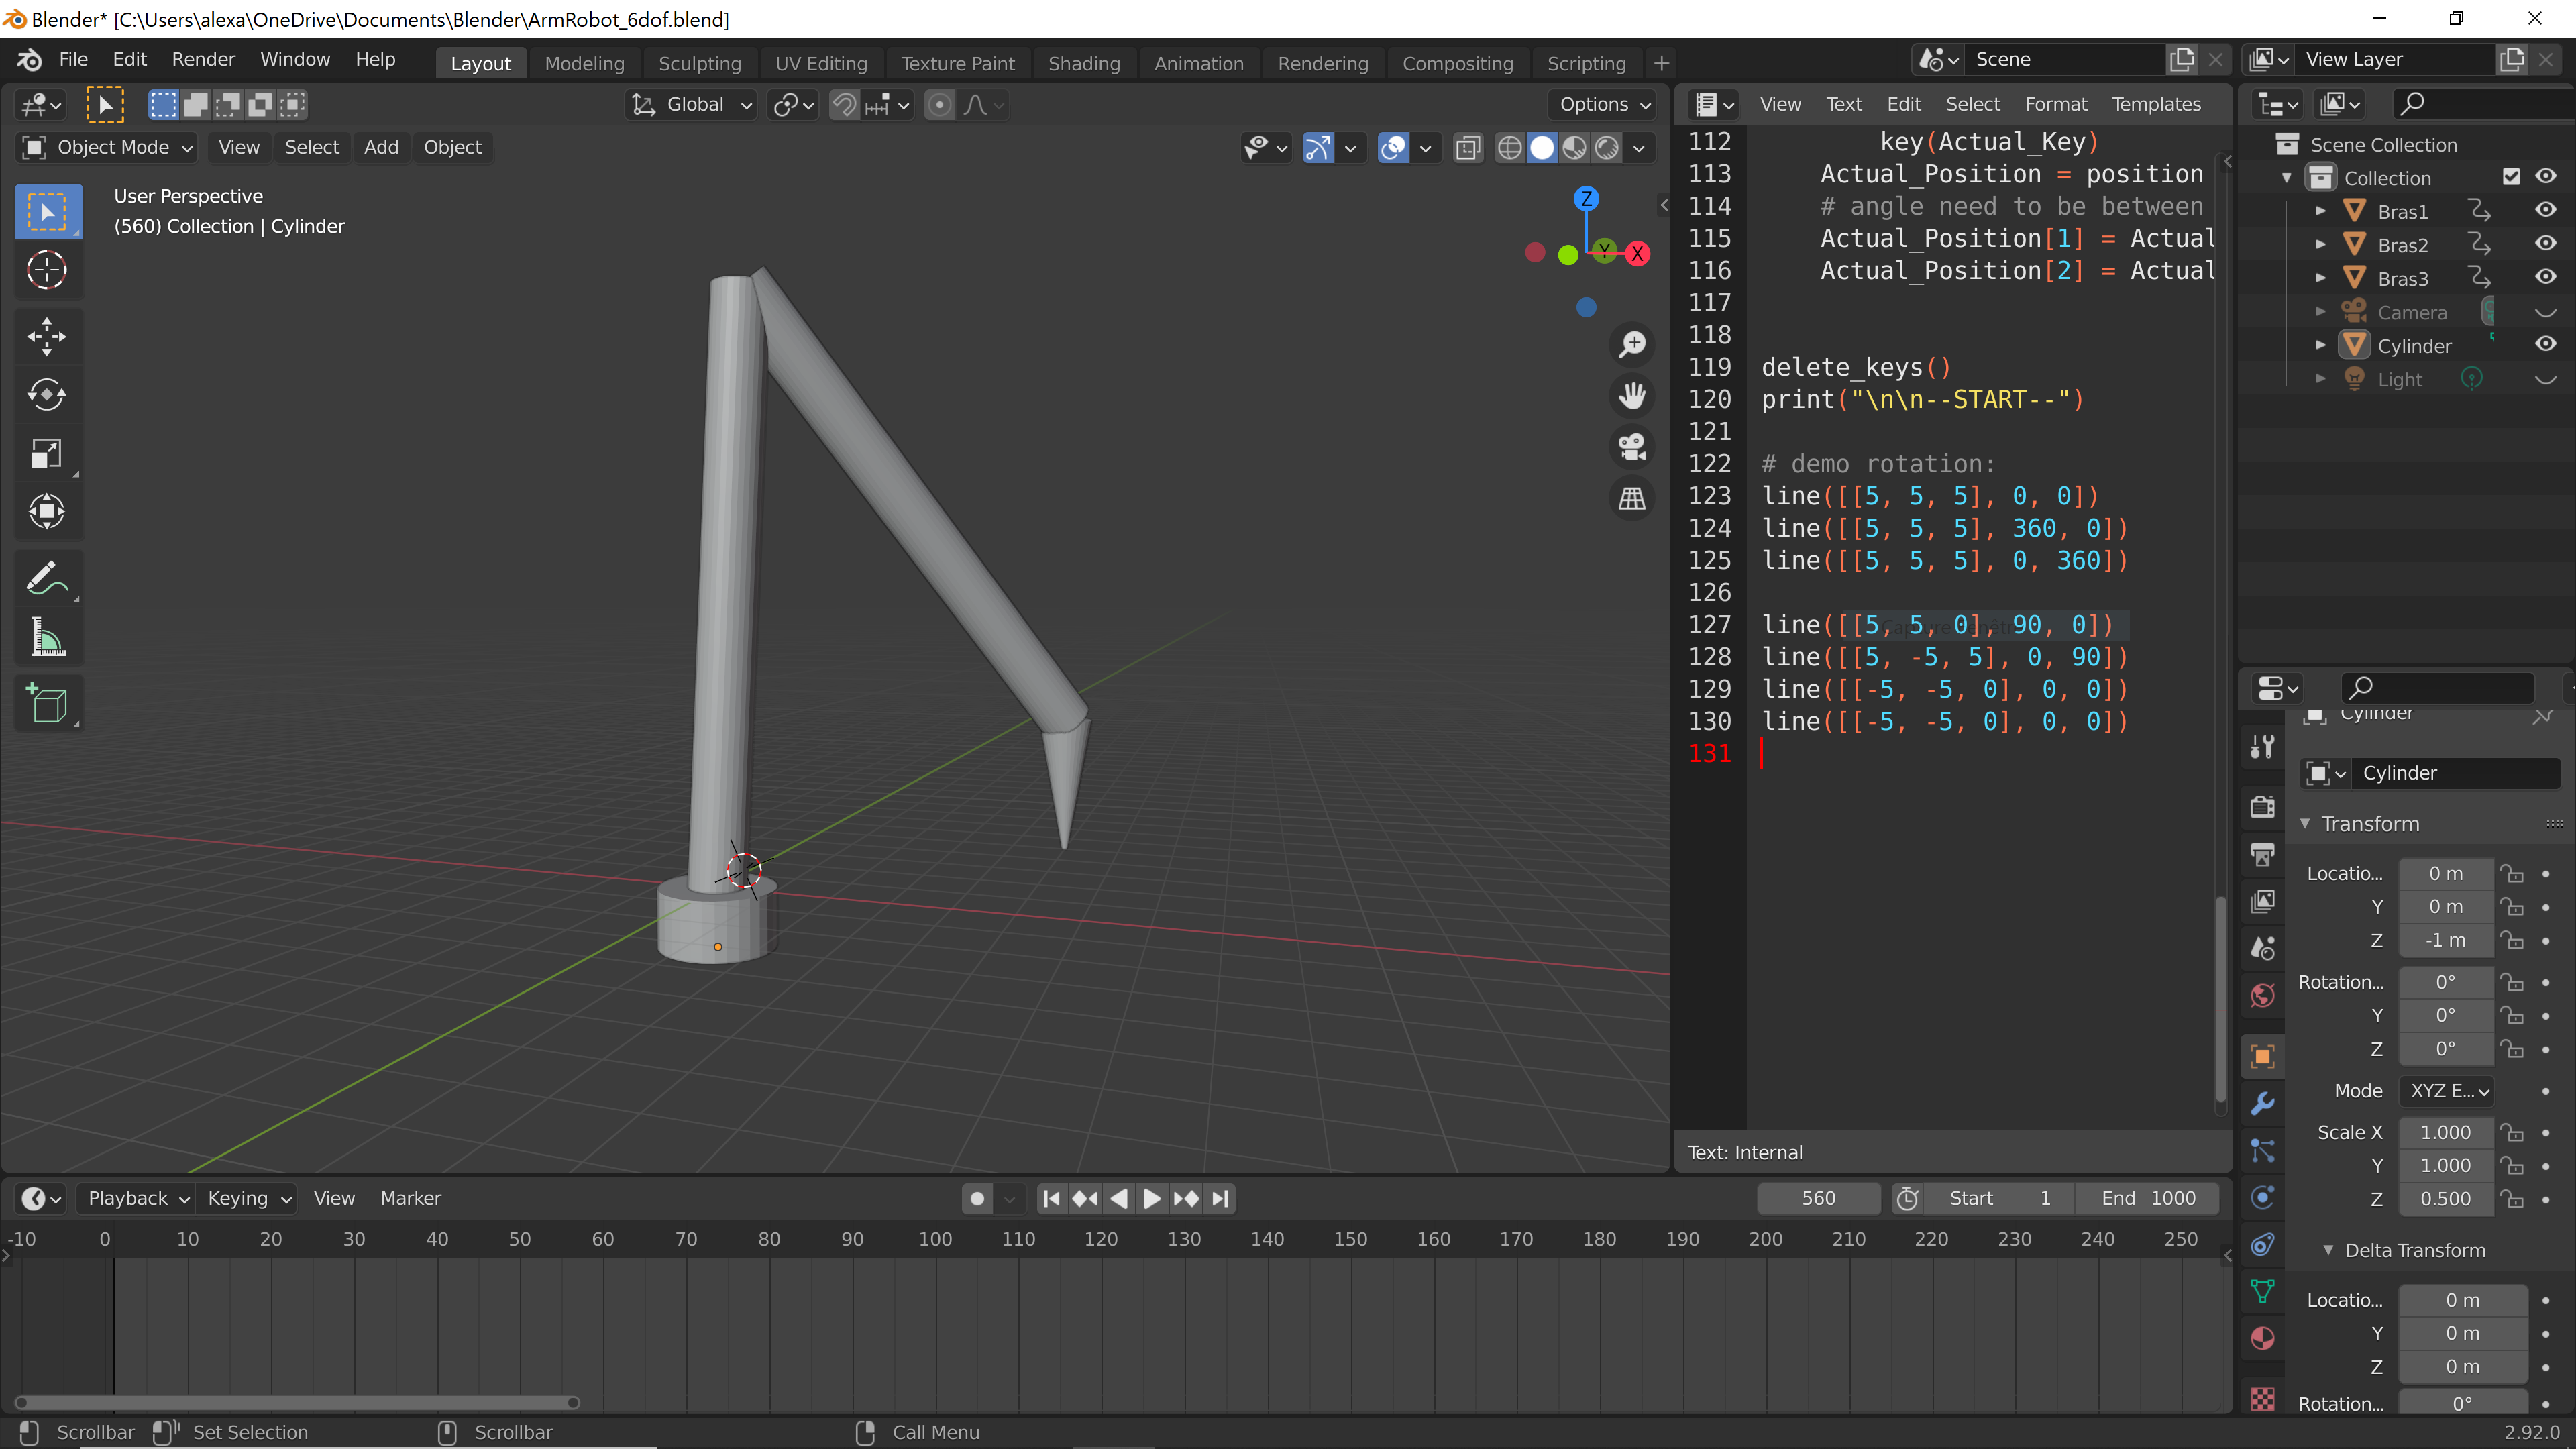 Blender* [C:\Users\alexa\OneDrive\Documents\Blender\ArmRobot_6dof.blend]
File Edit Render Window Help
Layout Modeling Sculpting UV Editing Texture Paint Shading Animation Rendering Compositing Scripting +
Scene
View Layer
Global
Options
Object Mode View Select Add Object
User Perspective
(560) Collection | Cylinder
Z
Y
X
View Text Edit Select Format Templates
112 key(Actual_Key)
113 Actual_Position = position
114 # angle need to be between
115 Actual_Position[1] = Actual
116 Actual_Position[2] = Actual
117
118
119 delete_keys()
120 print("\n\n--START--")
121
122 # demo rotation:
123 line([[5, 5, 5], 0, 0])
124 line([[5, 5, 5], 360, 0])
125 line([[5, 5, 5], 0, 360])
126
127 line([[5, 5, 0], 90, 0])
128 line([[5, -5, 5], 0, 90])
129 line([[-5, -5, 0], 0, 0])
130 line([[-5, -5, 0], 0, 0])
131
Text: Internal
Scene Collection
Collection
Bras1
Bras2
Bras3
Camera
Cylinder
Light
Cylinder
Cylinder
Transform
Locatio... 0 m
Y 0 m
Z -1 m
Rotation... 0°
Y 0°
Z 0°
Mode XYZ E...
Scale X 1.000
Y 1.000
Z 0.500
Delta Transform
Locatio... 0 m
Y 0 m
Z 0 m
Rotation... 0°
Playback Keying View Marker
560
Start 1
End 1000
-10 0 10 20 30 40 50 60 70 80 90 100 110 120 130 140 150 160 170 180 190 200 210 220 230 240 250
Scrollbar Set Selection Scrollbar Call Menu
2.92.0